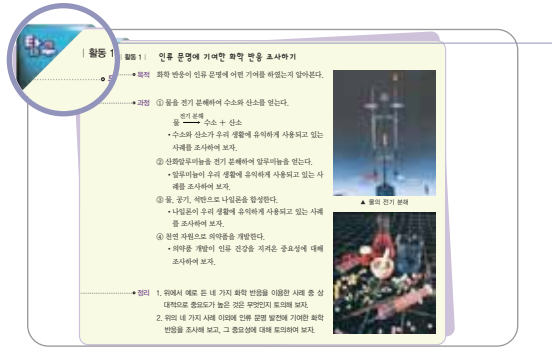 탐구
활동 1
| 활동 1 | 인류 문명에 기여한 화학 반응 조사하기
목적 화학 반응이 인류 문명에 어떤 기여를 하였는지 알아본다.
과정 ① 물을 전기 분해하여 수소와 산소를 얻는다.
전기 분해
물 ⟶ 수소 + 산소
• 수소와 산소가 우리 생활에 유익하게 사용되고 있는
사례를 조사하여 보자.
② 산화알루미늄을 전기 분해하여 알루미늄을 얻는다.
• 알루미늄이 우리 생활에 유익하게 사용되고 있는 사
례를 조사하여 보자.
③ 물, 공기, 석탄으로 나일론을 합성한다.
• 나일론이 우리 생활에 유익하게 사용되고 있는 사례
를 조사하여 보자.
④ 천연 자원으로 의약품을 개발한다.
• 의약품 개발이 인류 건강을 지켜온 중요성에 대해
조사하여 보자.
▲ 물의 전기 분해
정리 1. 위에서 예로 든 네 가지 화학 반응을 이용한 사례 중 상
대적으로 중요도가 높은 것은 무엇인지 토의해 보자.
2. 위의 네 가지 사례 이외에 인류 문명 발전에 기여한 화학
반응을 조사해 보고, 그 중요성에 대해 토의하여 보자.